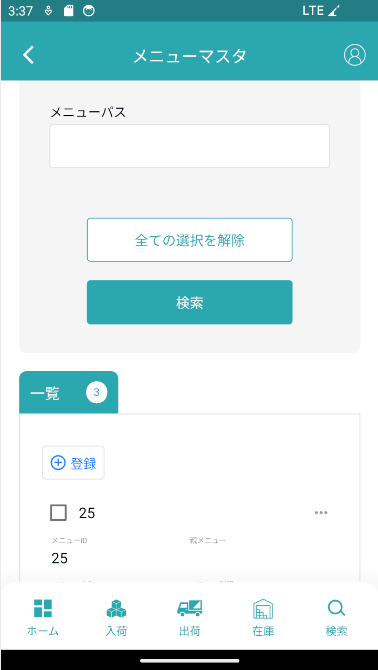 3:37 LTE
メニューマスタ
メニューパス
全ての選択を解除
検索
一覧 3
登録
25
メニューID 親メニュー
25
ホーム 入荷 出荷 在庫 検索